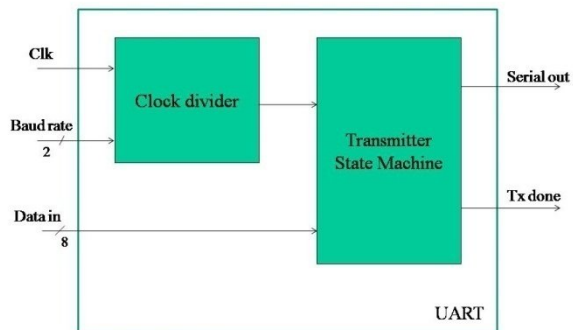 Clk
Clock divider
Serial out
Baud rate
2
Transmitter
State Machine
Tx done
Data in
8
UART